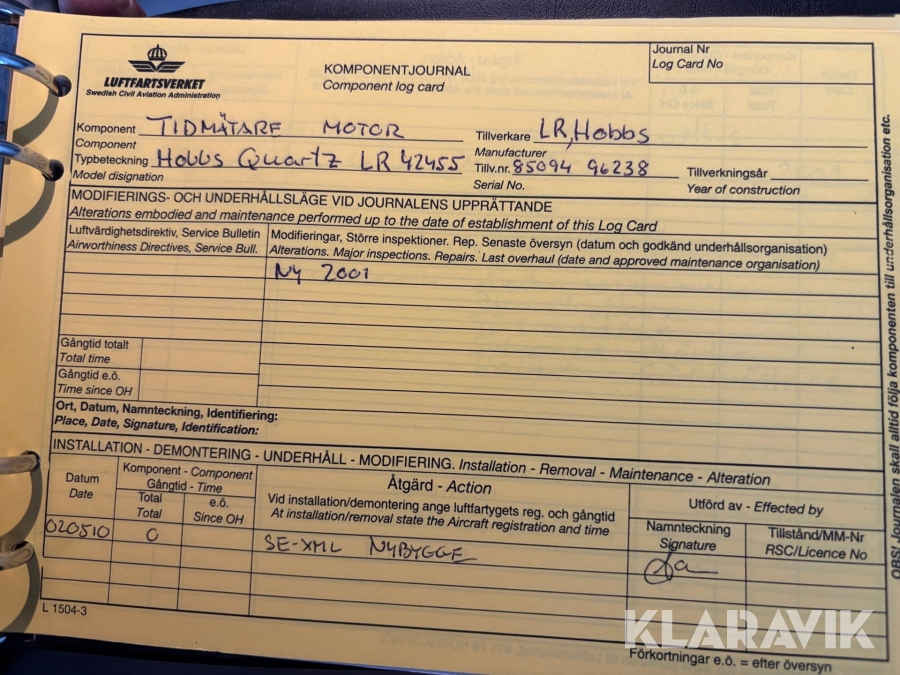 LUFTFARTSVERKET
Swedish Civil Aviation Administration
KOMPONENTJOURNAL
Component log card
Journal Nr
Log Card No
Komponent TIDMÄTARE MOTOR
Component
Tillverkare LR, Hobbs
Manufacturer
Typbeteckning Hobbs Quartz LR 42455
Model disignation
Tillv.nr. 85094 96238
Serial No.
Tillverkningsår
Year of construction
MODIFIERINGS- OCH UNDERHÅLLSLÄGE VID JOURNALENS UPPRÄTTANDE
Alterations embodied and maintenance performed up to the date of establishment of this Log Card
Luftvärdighetsdirektiv, Service Bulletin
Airworthiness Directives, Service Bull.
Modifieringar, Större inspektioner. Rep. Senaste översyn (datum och godkänd underhållsorganisation)
Alterations. Major inspections. Repairs. Last overhaul (date and approved maintenance organisation)
Ny 2001
Gångtid totalt
Total time
Gångtid e.ö.
Time since OH
Ort, Datum, Namnteckning, Identifiering:
Place, Date, Signature, Identification:
INSTALLATION - DEMONTERING - UNDERHÅLL - MODIFIERING. Installation - Removal - Maintenance - Alteration
Datum
Date
Komponent - Component
Gångtid - Time
Total
Total
e.ö.
Since OH
Åtgärd - Action
Vid installation/demontering ange luftfartygets reg. och gångtid
At installation/removal state the Aircraft registration and time
Utförd av - Effected by
Namnteckning
Signature
Tillstånd/MM-Nr
RSC/Licence No
020510 0 SE-XML NYBYGGE
L 1504-3
Förkortningar e.ö. = efter översyn
OBS! Journalen skall alltid följa komponenten till underhållsorganisation etc.
KLARAVIK